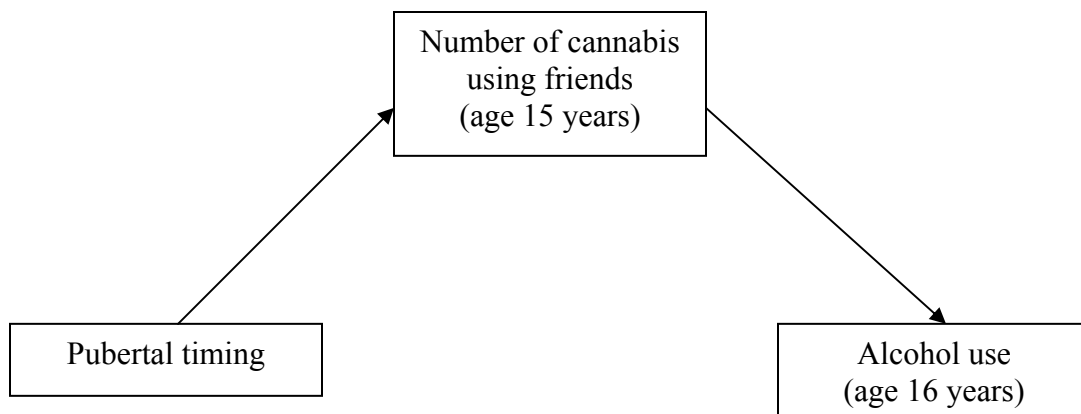 Number of cannabis
using friends
(age 15 years)
Pubertal timing
Alcohol use
(age 16 years)